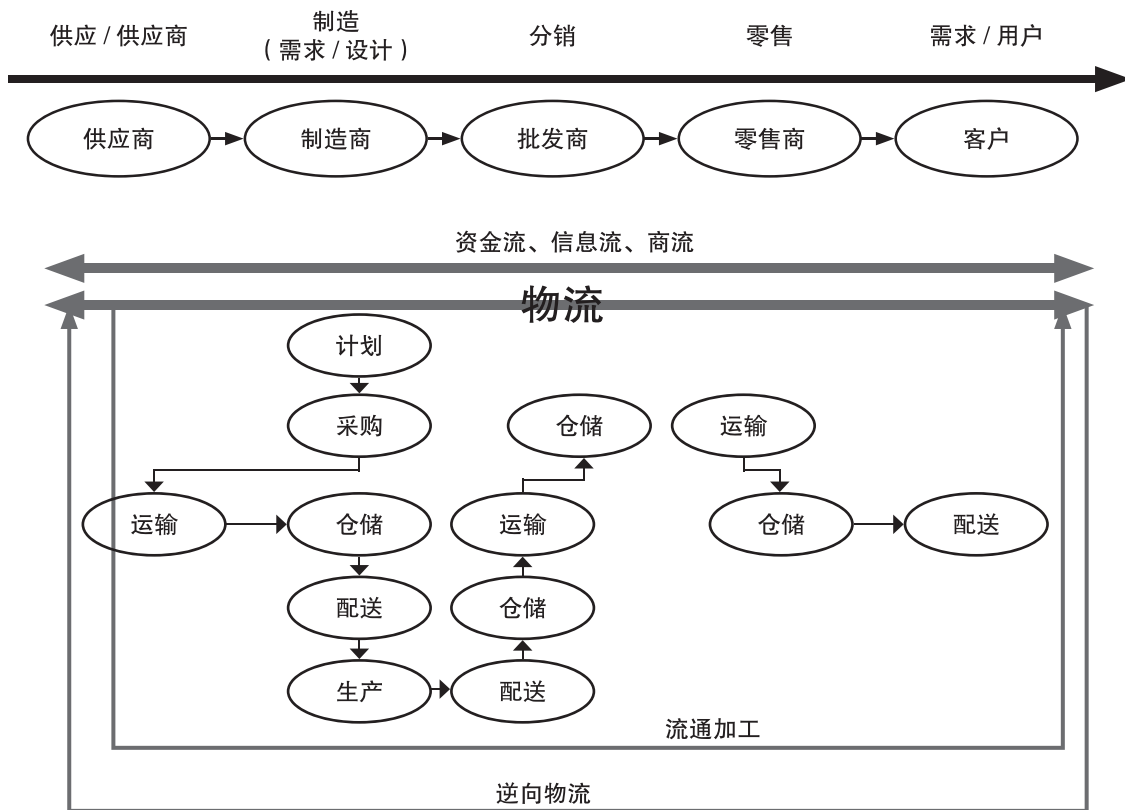 供应 / 供应商
制造
（需求 / 设计）
分销
零售
需求 / 用户
供应商
制造商
批发商
零售商
客户
资金流、信息流、商流
物流
计划
采购
仓储
运输
运输
仓储
运输
仓储
配送
配送
仓储
生产
配送
流通加工
逆向物流